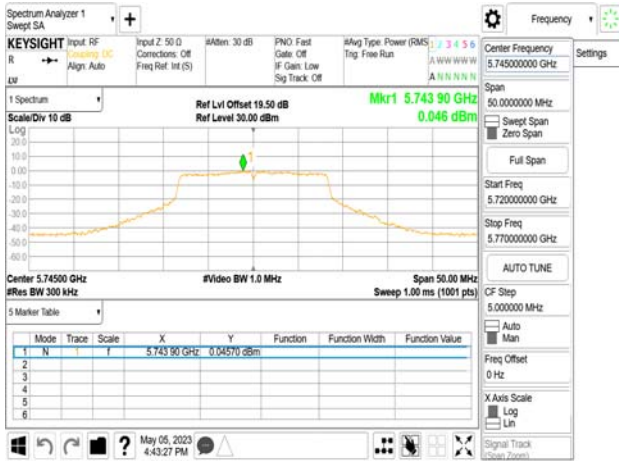 Spectrum Analyzer 1
Swept SA
Frequency
KEYSIGHT
R
Input: RF
Coupling: DC
Align: Auto
Input Z: 50 Ω
Corrections: Off
Freq Ref: Int (S)
#Atten: 30 dB
PNO: Fast
Gate: Off
IF Gain: Low
Sig Track: Off
#Avg Type: Power (RMS
Trig: Free Run
1 2 3 4 5 6
A W W W W W
A N N N N N
1 Spectrum
Scale/Div 10 dB
Ref Lvl Offset 19.50 dB
Ref Level 30.00 dBm
Mkr1 5.743 90 GHz
0.046 dBm
Log
20.0
10.0
0.00
-10.0
-20.0
-30.0
-40.0
-50.0
-60.0
1
Center 5.74500 GHz
#Res BW 300 kHz
#Video BW 1.0 MHz
Span 50.00 MHz
Sweep 1.00 ms (1001 pts)
5 Marker Table
Mode Trace Scale X Y Function Function Width Function Value
1 N 1 f 5.743 90 GHz 0.04570 dBm
2
3
4
5
6
May 05, 2023
4:43:27 PM
Center Frequency
5.745000000 GHz
Settings
Span
50.0000000 MHz
Swept Span
Zero Span
Full Span
Start Freq
5.720000000 GHz
Stop Freq
5.770000000 GHz
AUTO TUNE
CF Step
5.000000 MHz
Auto
Man
Freq Offset
0 Hz
X Axis Scale
Log
Lin
Signal Track
(Span Zoom)